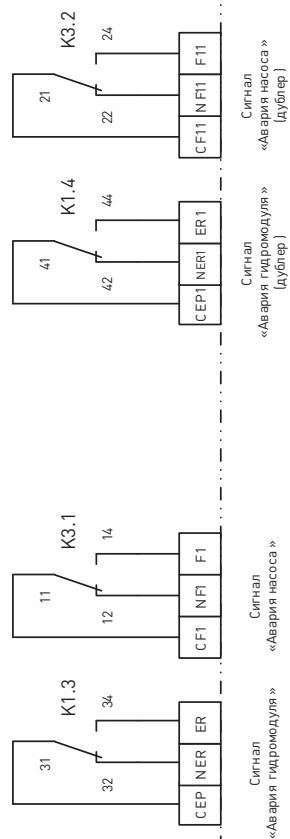 K1.3
31
32
34
CEP
NER
ER
Сигнал
«Авария гидромодуля»
K3.1
11
12
14
CF1
NF1
F1
Сигнал
«Авария насоса»
K1.4
41
42
44
CEP1
NER1
ER1
Сигнал
«Авария гидромодуля»
(дублер)
K3.2
21
22
24
CF11
NF11
F11
Сигнал
«Авария насоса»
(дублер)